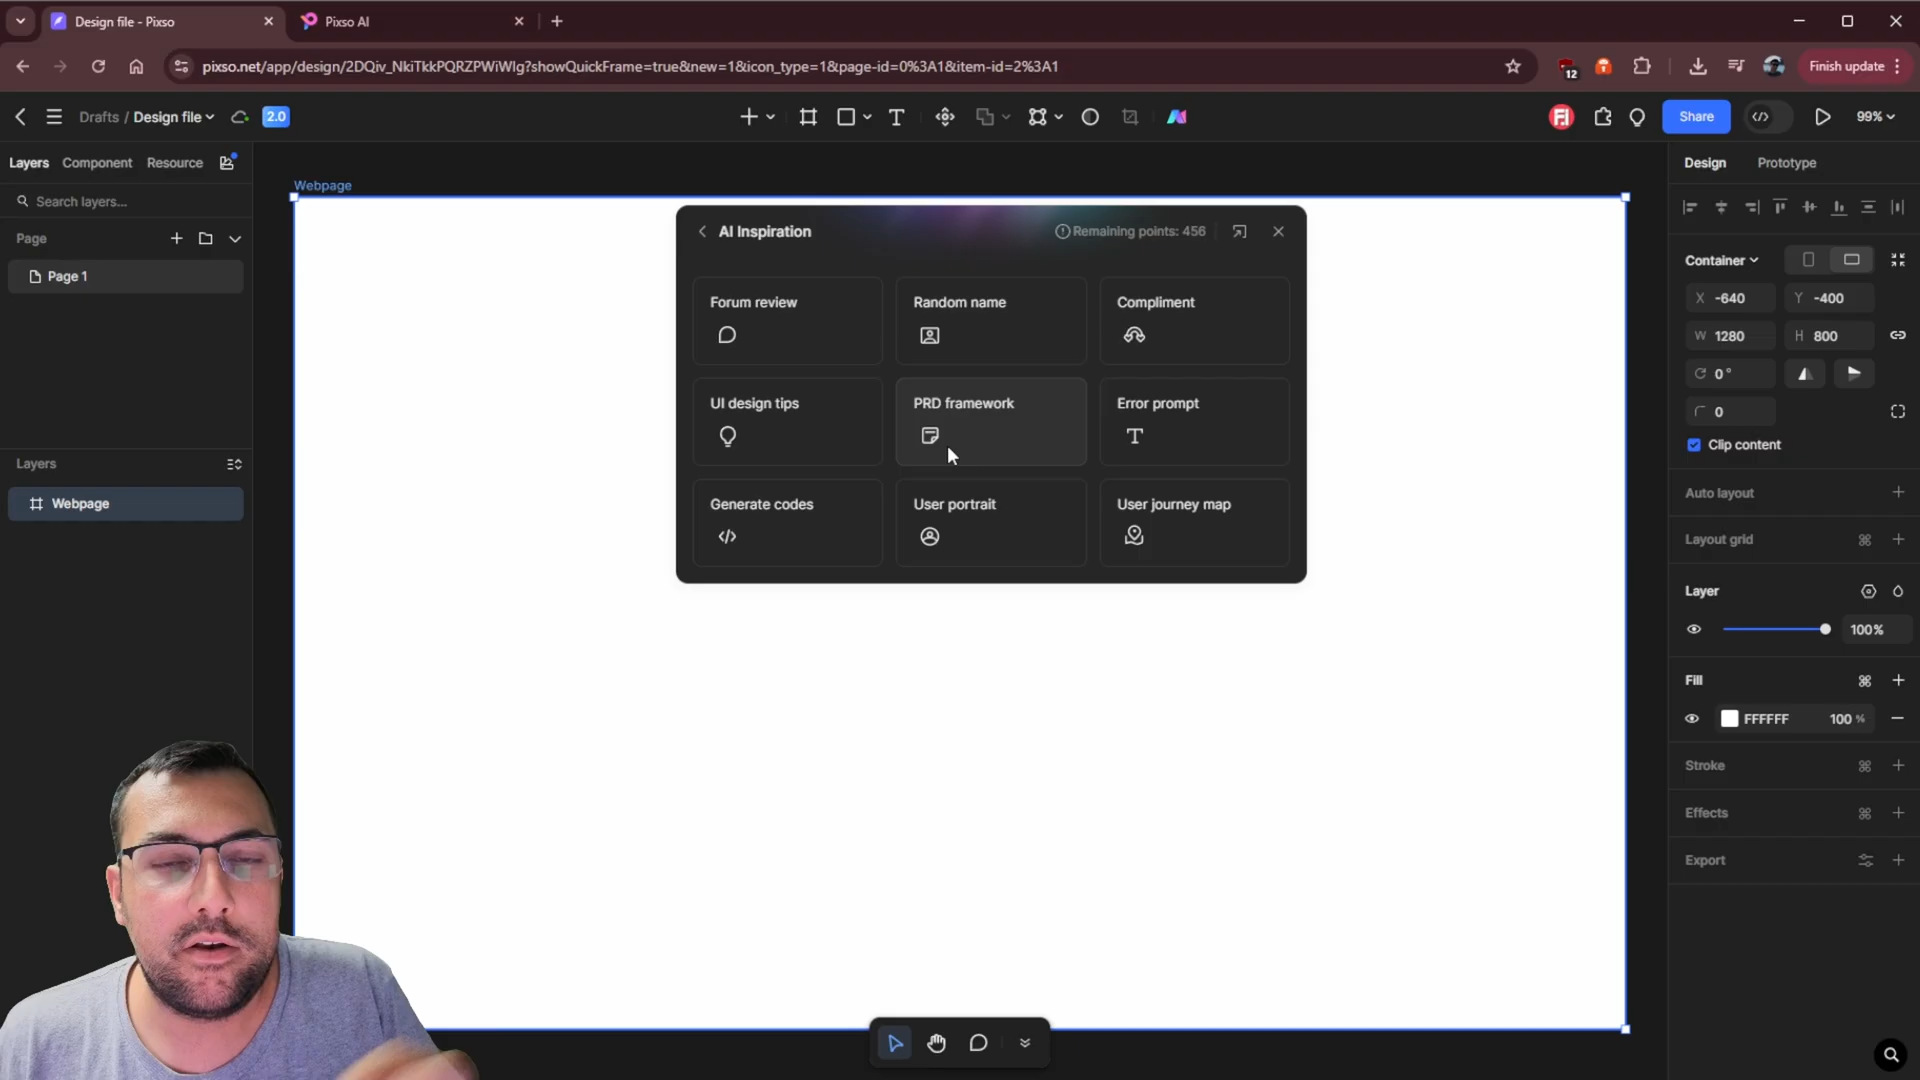 Design file - Pixso
Pixso AI
pixso.net/app/design/2DQiv_NkiTkkPQRZPWiWlg?showQuickFrame=true&new=1&icon_type=1&page-id=0%3A1&item-id=2%3A1
12
Finish update
Drafts / Design file
2.0
Share
99%
Layers Component Resource
Design Prototype
Search layers...
Page
Page 1
Layers
Webpage
Webpage
AI Inspiration
Remaining points: 456
Forum review
Random name
Compliment
UI design tips
PRD framework
Error prompt
Generate codes
User portrait
User journey map
Container
X -640
Y -400
W 1280
H 800
0°
0
Clip content
Auto layout
Layout grid
Layer
100%
Fill
FFFFFF 100 %
Stroke
Effects
Export